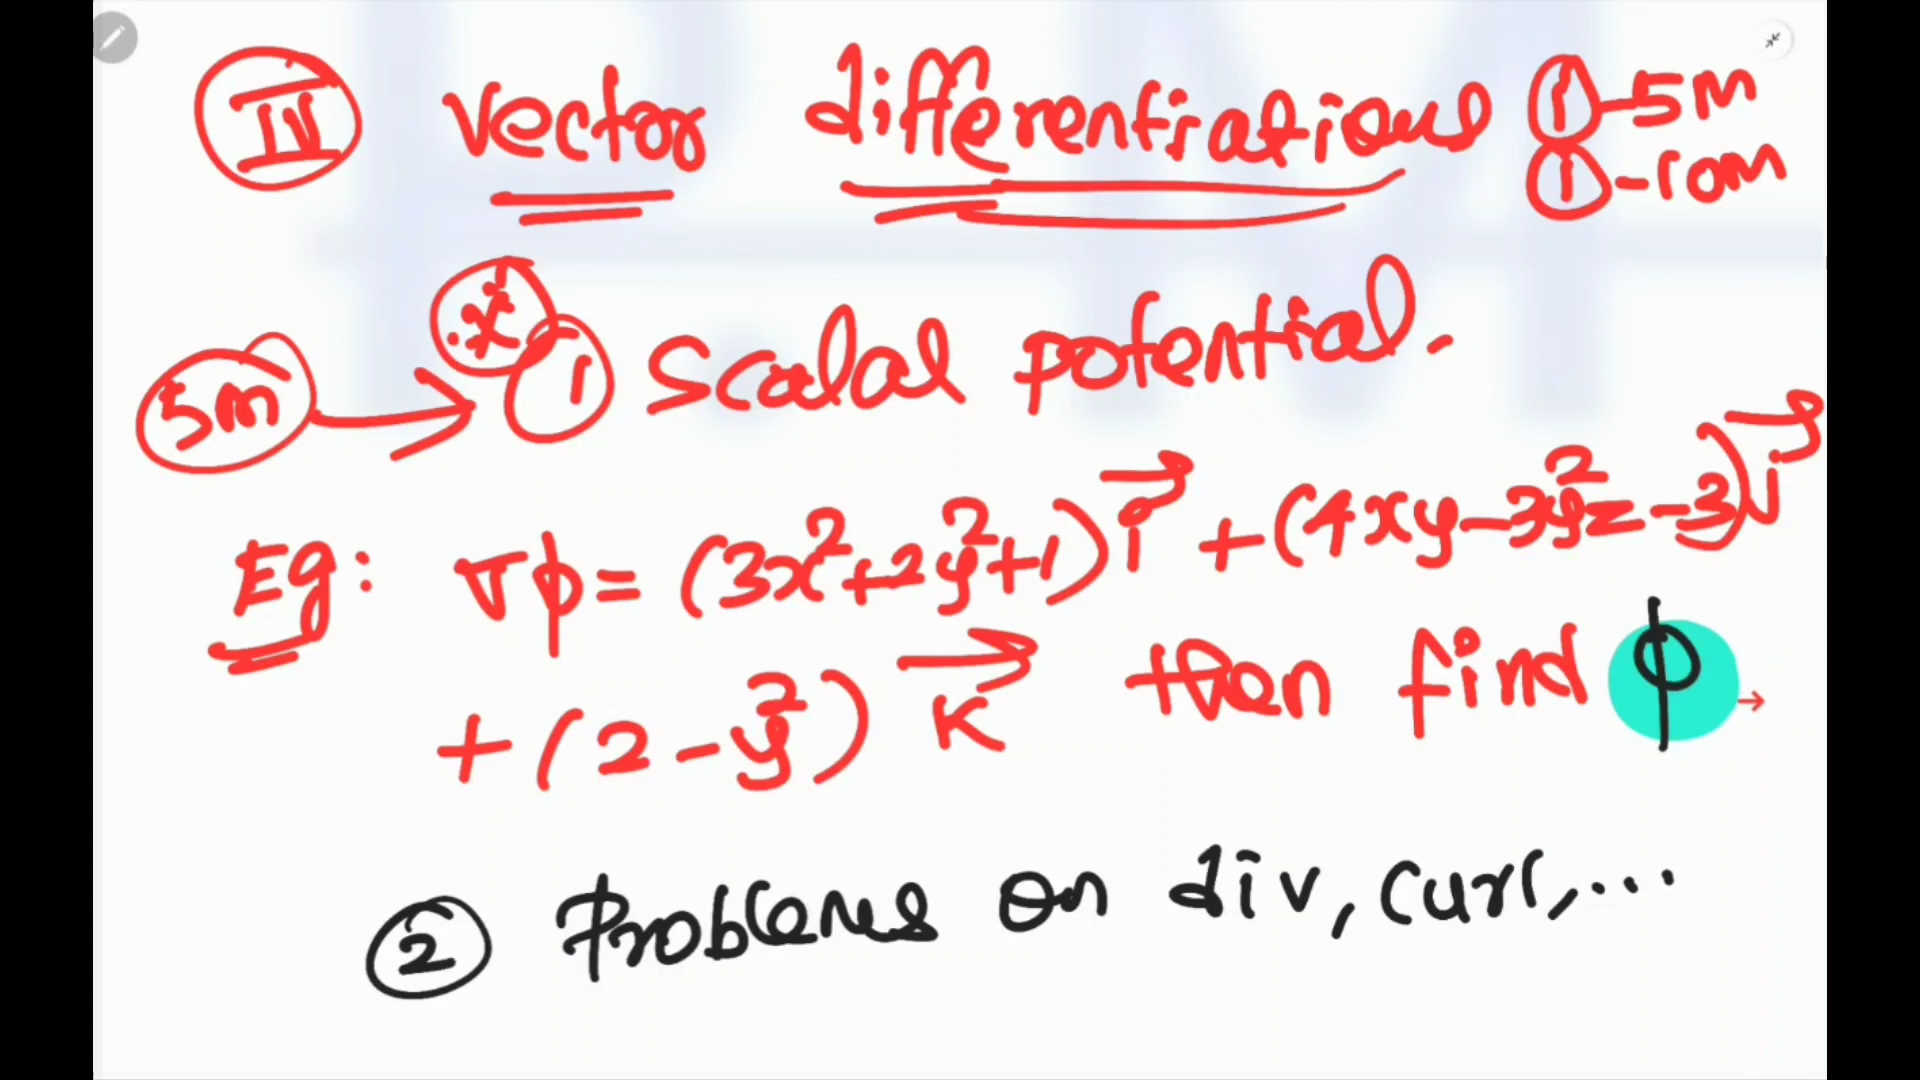 IV vector differentiations ① - 5m
① - 10m
5m → ① Scalar potential.
Eg: ∇φ = (3x²+2y²+1) i⃗ + (4xy-3y²z-3) j⃗
+ (2-y²) k⃗ then find φ
② Problems on div, curl, ...